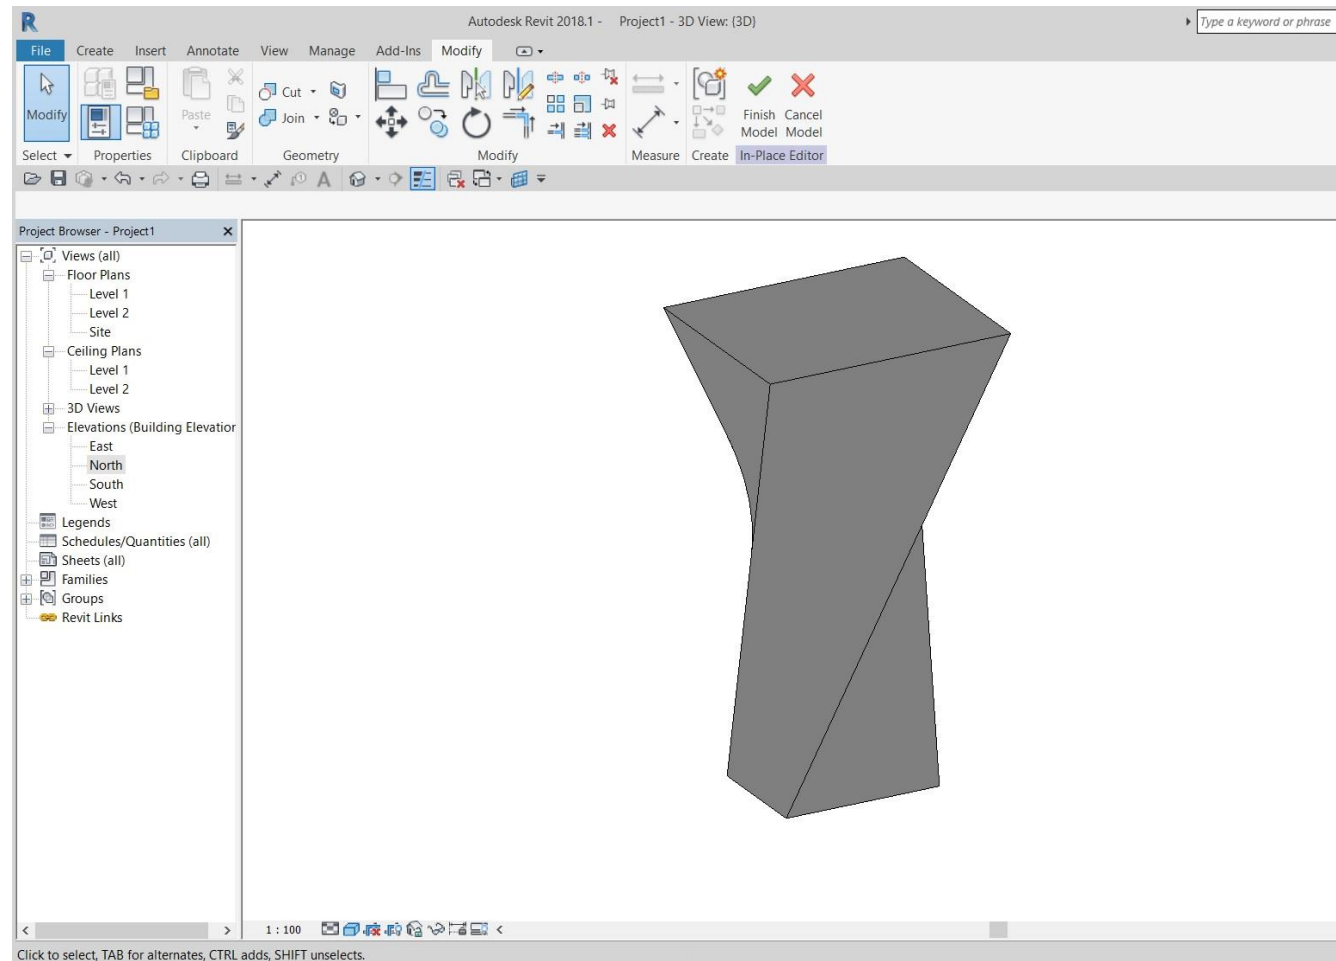 R
Autodesk Revit 2018.1 - Project1 - 3D View: {3D}
Type a keyword or phrase
File Create Insert Annotate View Manage Add-Ins Modify
Modify
Paste
Cut
Join
Finish Model
Cancel Model
Select Properties Clipboard Geometry Modify Measure Create In-Place Editor
A
Project Browser - Project1
Views (all)
Floor Plans
Level 1
Level 2
Site
Ceiling Plans
Level 1
Level 2
3D Views
Elevations (Building Elevation
East
North
South
West
Legends
Schedules/Quantities (all)
Sheets (all)
Families
Groups
Revit Links
1 : 100
Click to select, TAB for alternates, CTRL adds, SHIFT unselects.